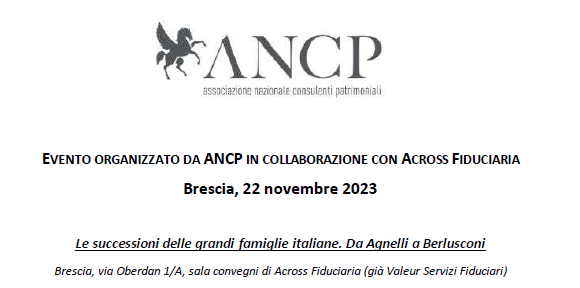 ANCP
associazione nazionale consulenti patrimoniali
EVENTO ORGANIZZATO DA ANCP IN COLLABORAZIONE CON ACROSS FIDUCIARIA
Brescia, 22 novembre 2023
Le successioni delle grandi famiglie italiane. Da Agnelli a Berlusconi
Brescia, via Oberdan 1/A, sala convegni di Across Fiduciaria (già Valeur Servizi Fiduciari)